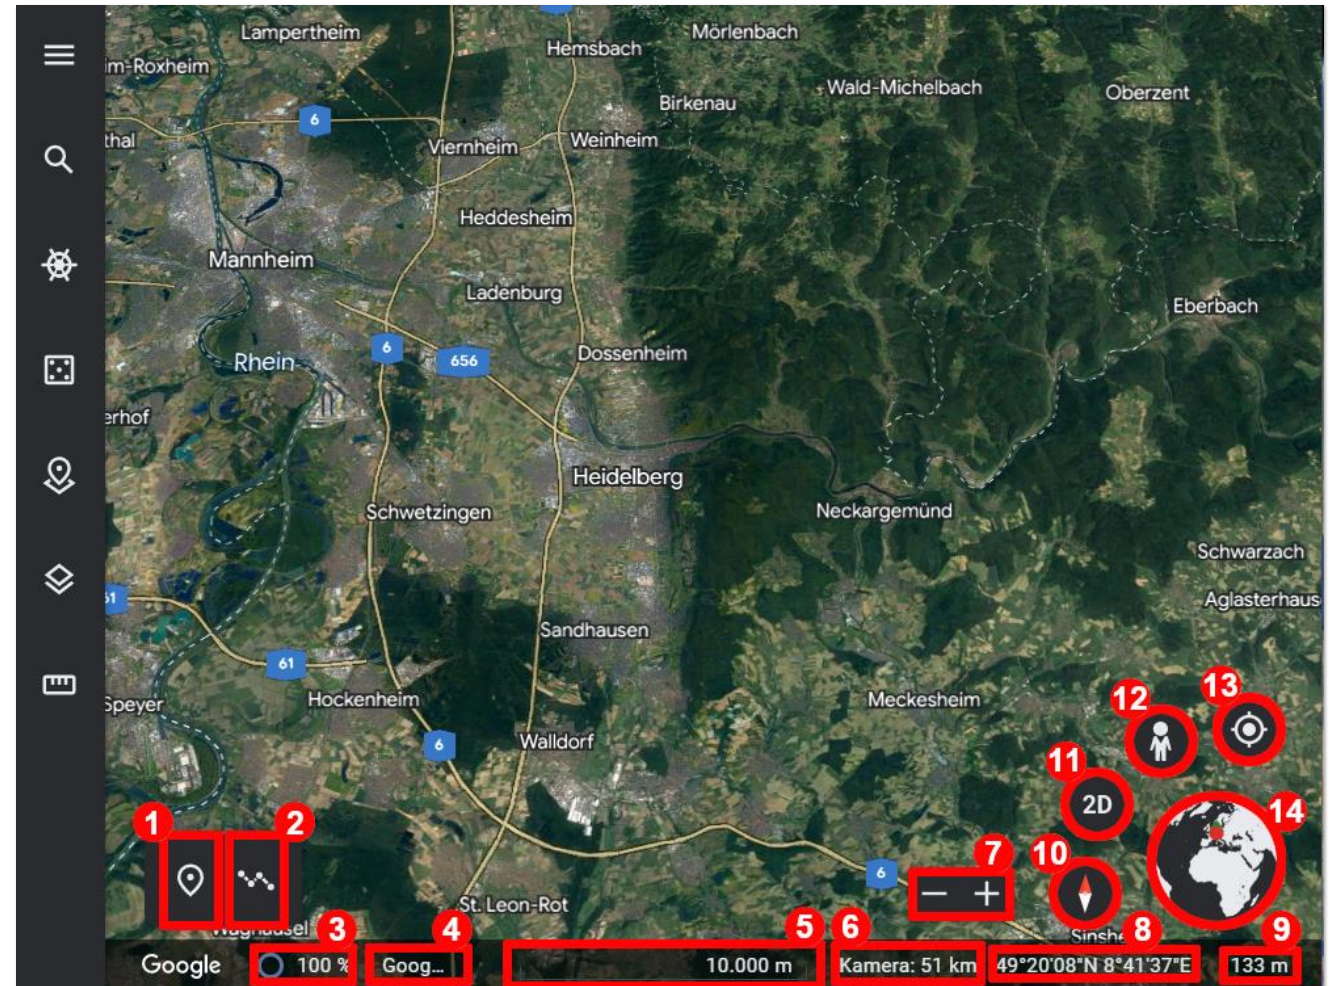 Lampertheim
Mörlenbach
Hemsbach
im-Roxheim
Wald-Michelbach
Oberzent
Birkenau
6
thal
Viernheim
Weinheim
Heddesheim
Mannheim
Ladenburg
Eberbach
6
656
Dossenheim
Rhein
erhof
Heidelberg
Schwetzingen
Neckargemünd
Schwarzach
61
Aglasterhaus
Sandhausen
61
Speyer
Hockenheim
Meckesheim
12
13
6
Walldorf
11
2D
1
2
14
7
10
6
St. Leon-Rot
Waghäusel
3
4
5
6
Sinshe
8
9
Google
100 %
Goog...
10.000 m
Kamera: 51 km
49°20'08"N 8°41'37"E
133 m